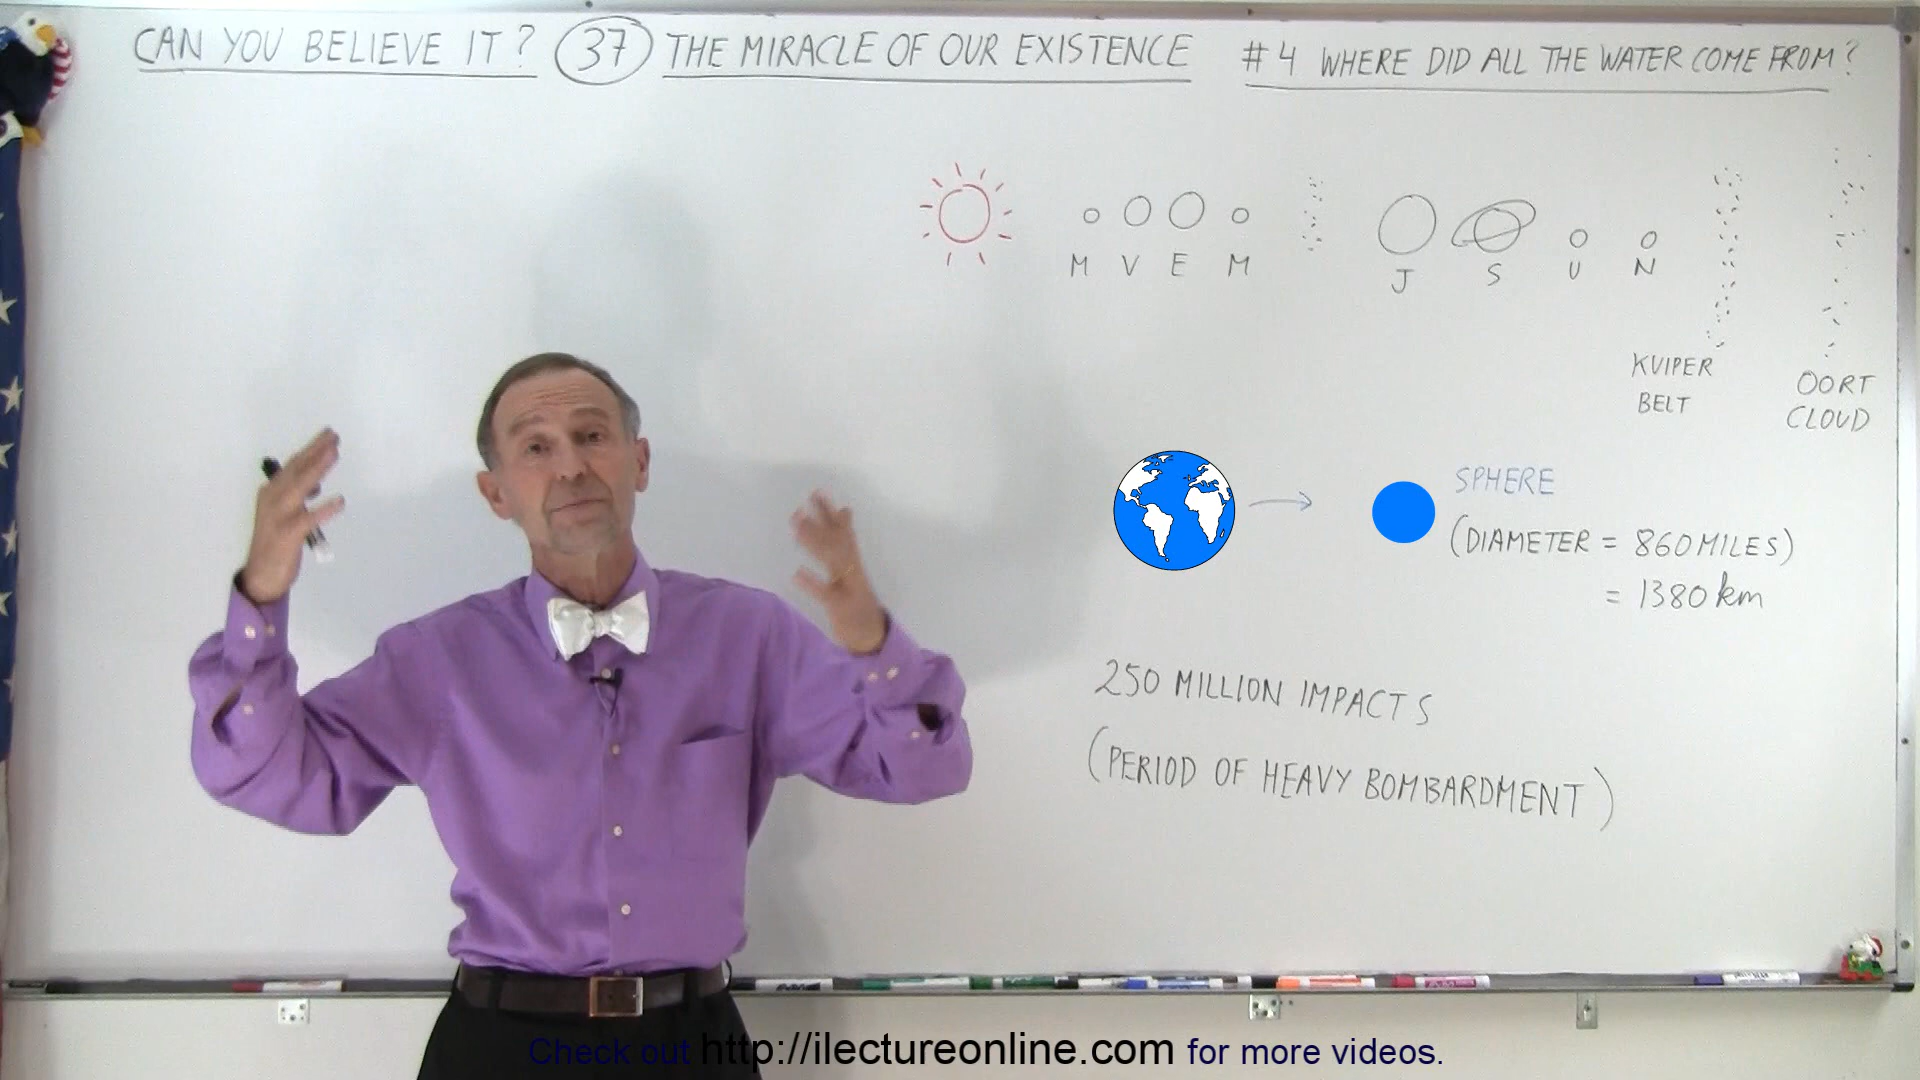 CAN YOU BELIEVE IT? 37 THE MIRACLE OF OUR EXISTENCE #4 WHERE DID ALL THE WATER COME FROM?
M V E M J S U N
KUIPER
BELT
OORT
CLOUD
SPHERE
(DIAMETER = 860 MILES)
= 1380 km
250 MILLION IMPACTS
(PERIOD OF HEAVY BOMBARDMENT)
Check out http://ilectureonline.com for more videos.